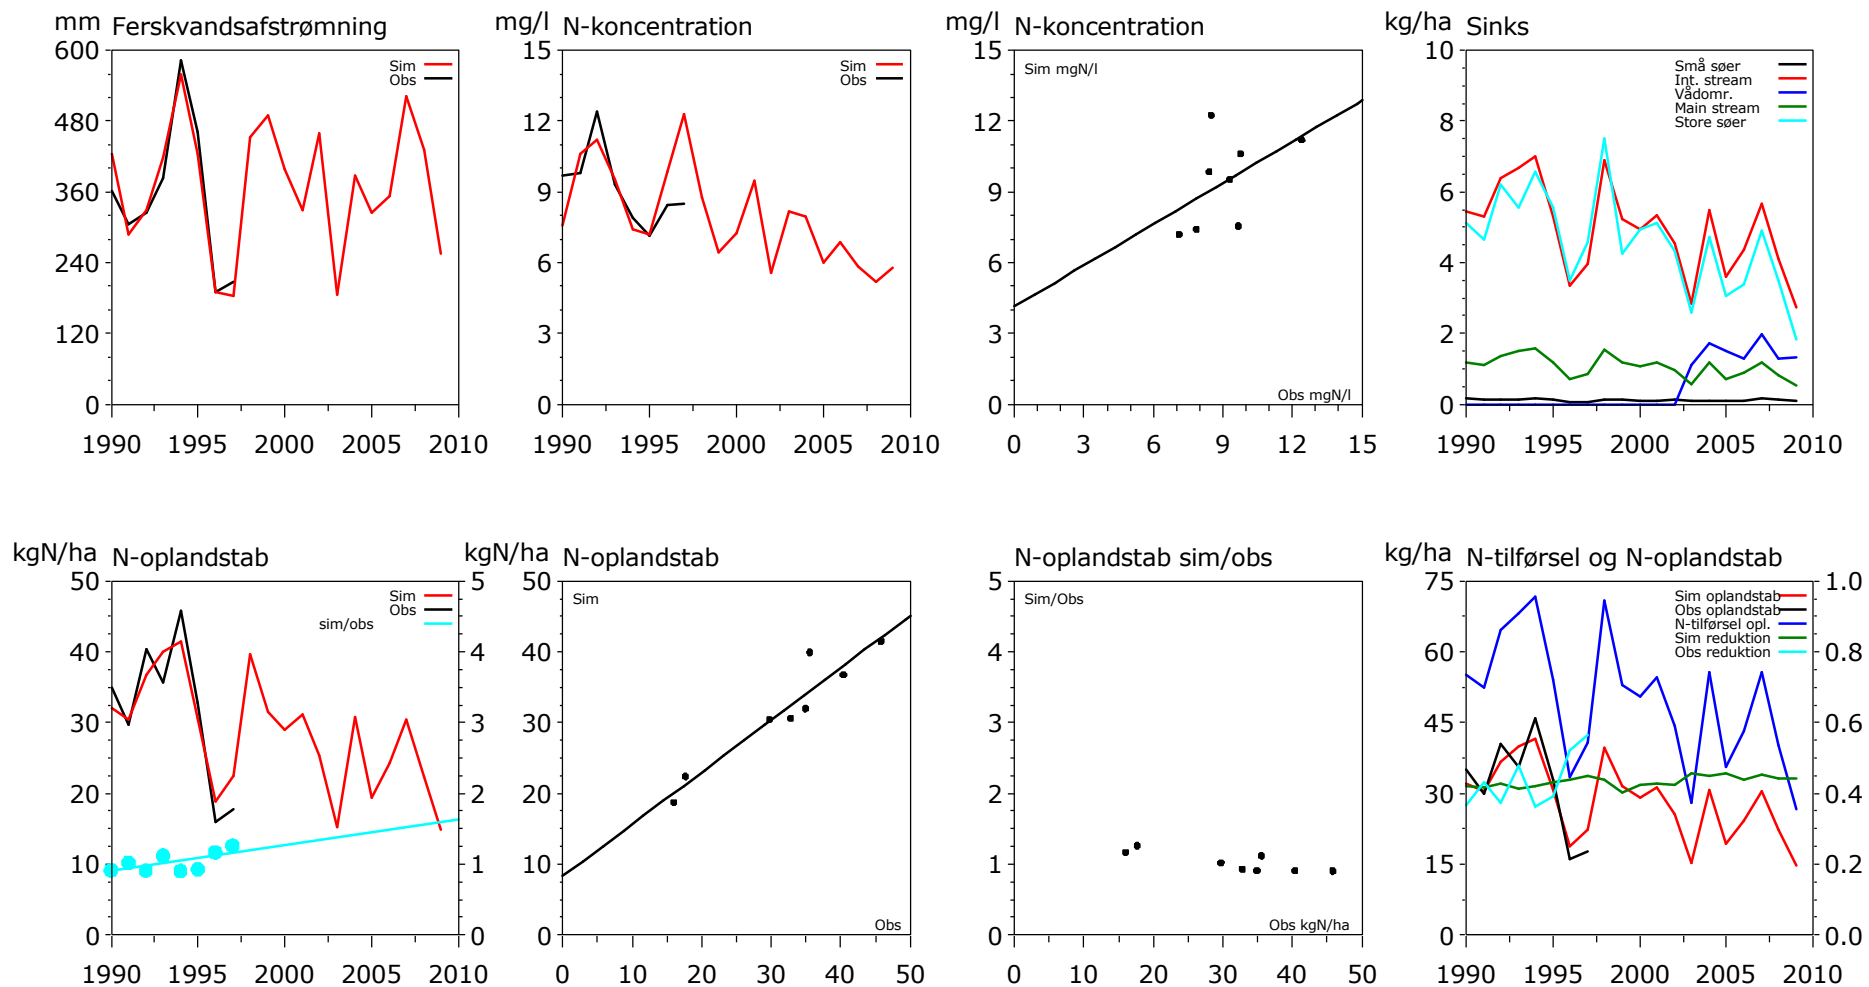 mm Ferskvandsafstrømning
600
480
360
240
120
0
1990 1995 2000 2005 2010
Sim
Obs
mg/l N-koncentration
15
12
9
6
3
0
1990 1995 2000 2005 2010
Sim
Obs
mg/l N-koncentration
15
12
9
6
3
0
0 3 6 9 12 15
Sim mgN/l
Obs mgN/l
kg/ha Sinks
10
8
6
4
2
0
1990 1995 2000 2005 2010
Små søer
Int. stream
Vådomr.
Main stream
Store søer
kgN/ha N-oplandstab
50
40
30
20
10
0
5
4
3
2
1
0
1990 1995 2000 2005 2010
Sim
Obs
sim/obs
kgN/ha N-oplandstab
50
40
30
20
10
0
0 10 20 30 40 50
Sim
Obs
N-oplandstab sim/obs
5
4
3
2
1
0
0 10 20 30 40 50
Sim/Obs
Obs kgN/ha
kg/ha N-tilførsel og N-oplandstab
75
60
45
30
15
0
1.0
0.8
0.6
0.4
0.2
0.0
1990 1995 2000 2005 2010
Sim oplandstab
Obs oplandstab
N-tilførsel opl.
Sim reduktion
Obs reduktion